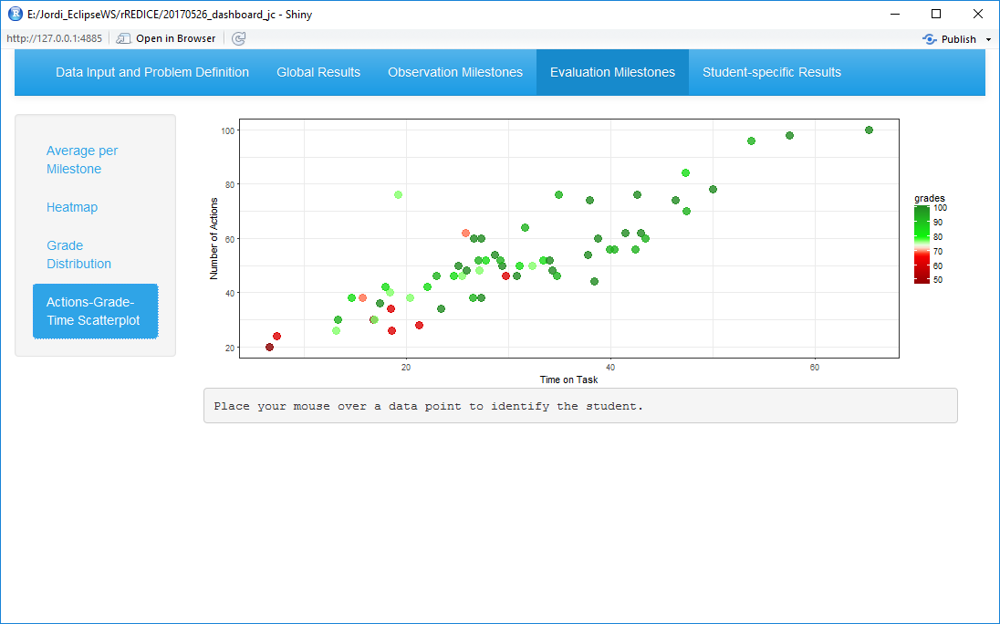 E:/Jordi_EclipseWS/rREDICE/20170526_dashboard_jc - Shiny
http://127.0.0.1:4885 Open in Browser Publish
Data Input and Problem Definition Global Results Observation Milestones Evaluation Milestones Student-specific Results
Average per
Milestone
Heatmap
Grade
Distribution
Actions-Grade-
Time Scatterplot
Number of Actions
100
80
60
40
20
20 40 60
Time on Task
grades
100
90
80
70
60
50
Place your mouse over a data point to identify the student.